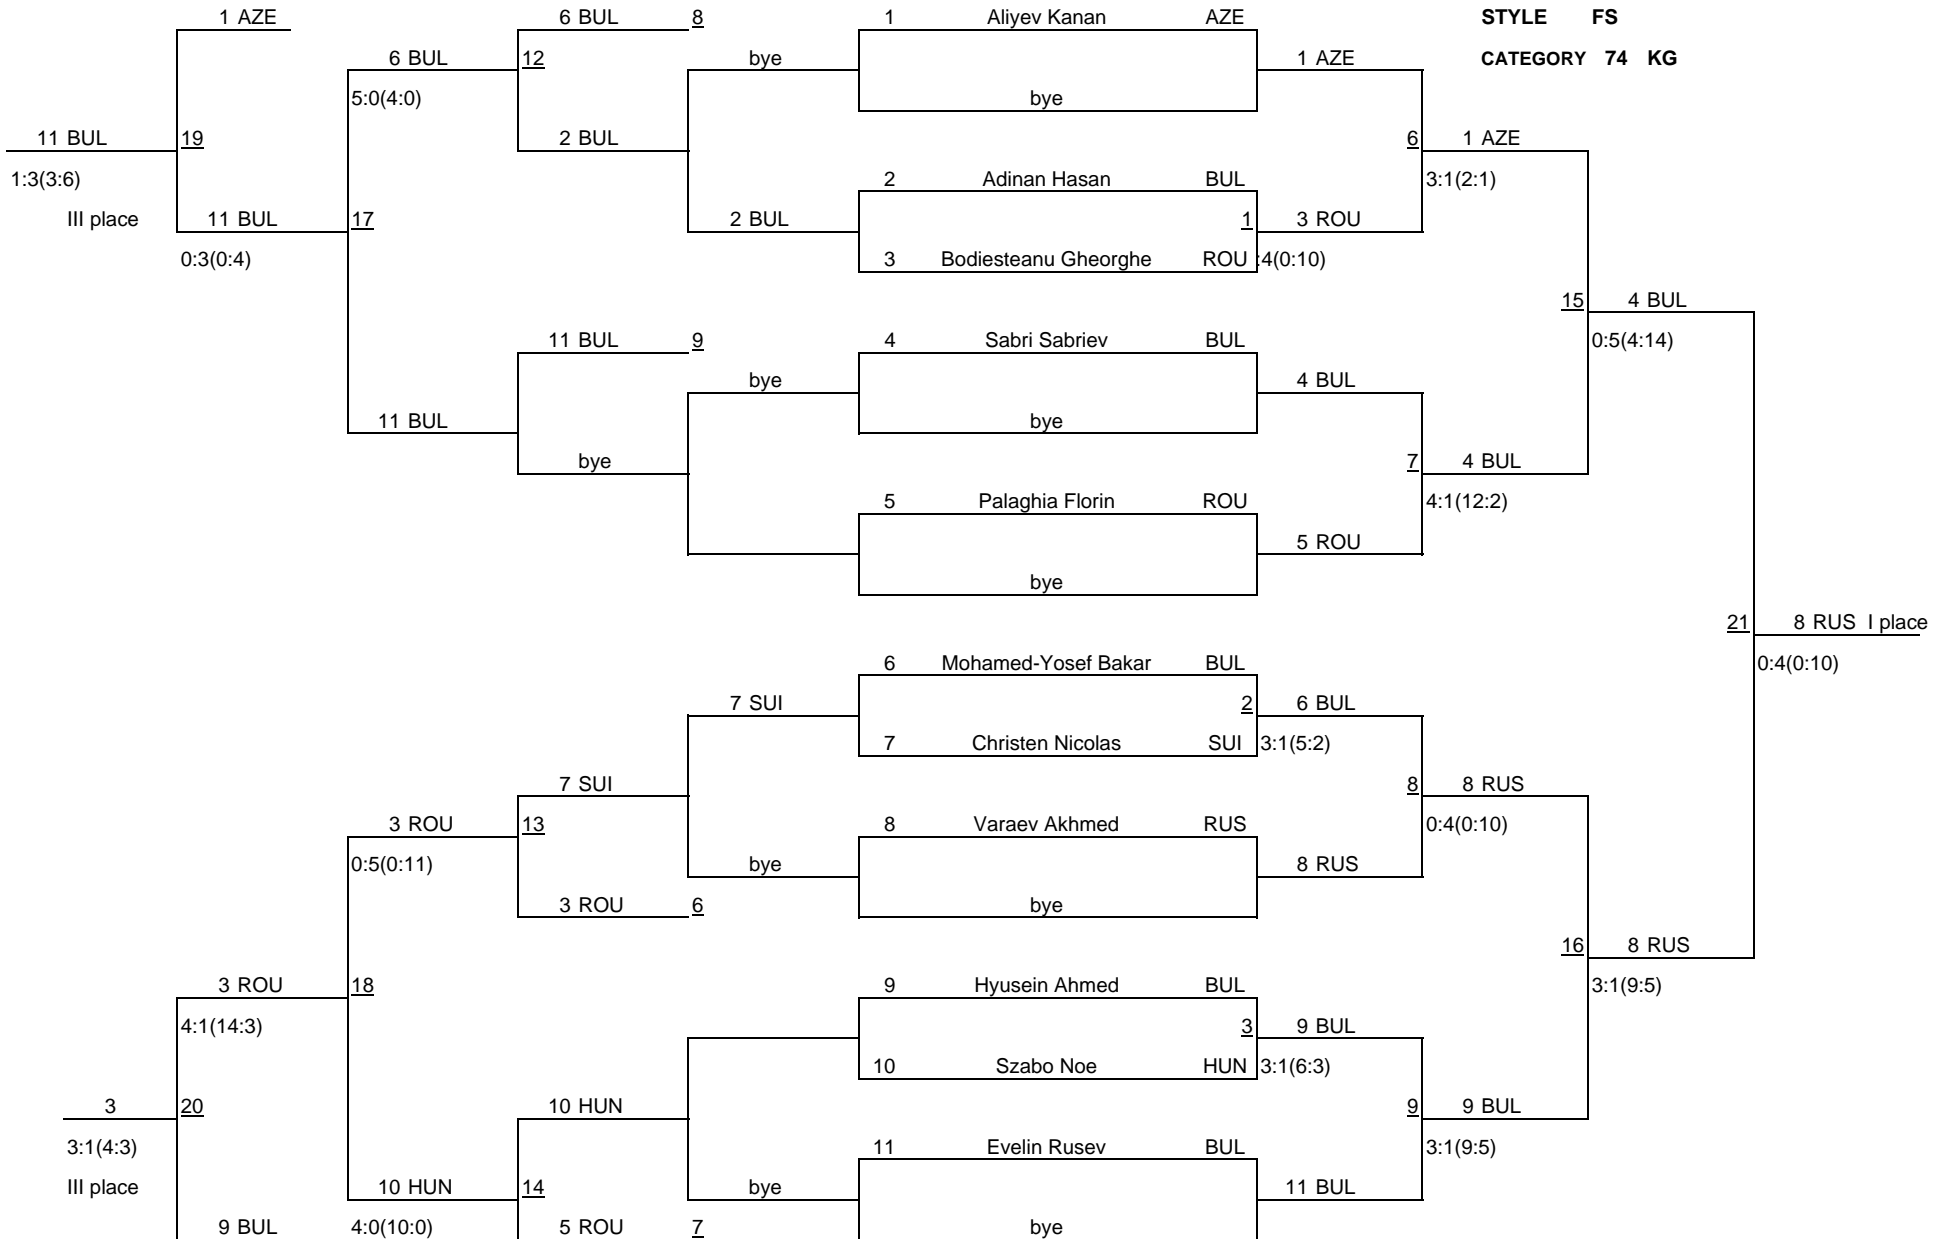 1 AZE 6 BUL 8 1 Aliyev Kanan AZE STYLE FS
6 BUL 12 bye 1 AZE CATEGORY 74 KG
5:0(4:0) bye
11 BUL 19 2 BUL 6 1 AZE
1:3(3:6) 2 Adinan Hasan BUL 3:1(2:1)
III place 11 BUL 17 2 BUL 1 3 ROU
0:3(0:4) 3 Bodiesteanu Gheorghe ROU :4(0:10)
15 4 BUL
11 BUL 9 4 Sabri Sabriev BUL 0:5(4:14)
bye 4 BUL
11 BUL bye
bye 7 4 BUL
5 Palaghia Florin ROU 4:1(12:2)
5 ROU
bye
21 8 RUS I place
6 Mohamed-Yosef Bakar BUL 0:4(0:10)
7 SUI 2 6 BUL
7 Christen Nicolas SUI 3:1(5:2)
7 SUI 8 8 RUS
3 ROU 13 8 Varaev Akhmed RUS 0:4(0:10)
0:5(0:11) bye 8 RUS
3 ROU 6 bye
16 8 RUS
3 ROU 18 9 Hyusein Ahmed BUL 3:1(9:5)
4:1(14:3) 3 9 BUL
10 Szabo Noe HUN 3:1(6:3)
3 20 10 HUN 9 9 BUL
3:1(4:3) 11 Evelin Rusev BUL 3:1(9:5)
III place 10 HUN 14 bye 11 BUL
9 BUL 4:0(10:0) 5 ROU 7 bye